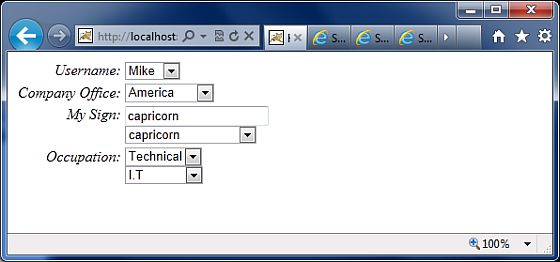 http://localhost:
S...
S...
S...
Username: Mike
Company Office: America
My Sign: capricorn
capricorn
Occupation: Technical
I.T
100%